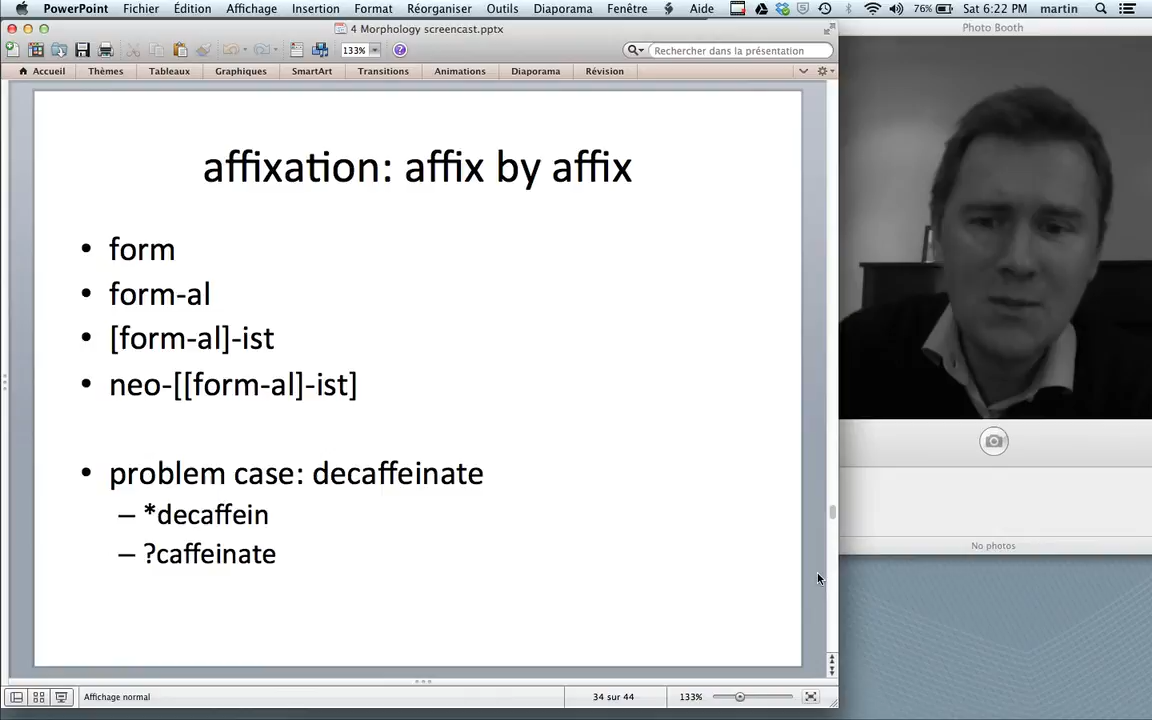 PowerPoint Fichier Édition Affichage Insertion Format Réorganiser Outils Diaporama Fenêtre Aide 76% Sat 6:22 PM martin
4 Morphology screencast.pptx
Photo Booth
133%
Rechercher dans la présentation
Accueil Thèmes Tableaux Graphiques SmartArt Transitions Animations Diaporama Révision
affixation: affix by affix
• form
• form-al
• [form-al]-ist
• neo-[[form-al]-ist]
• problem case: decaffeinate
– *decaffein
– ?caffeinate
No photos
Affichage normal 34 sur 44 133%